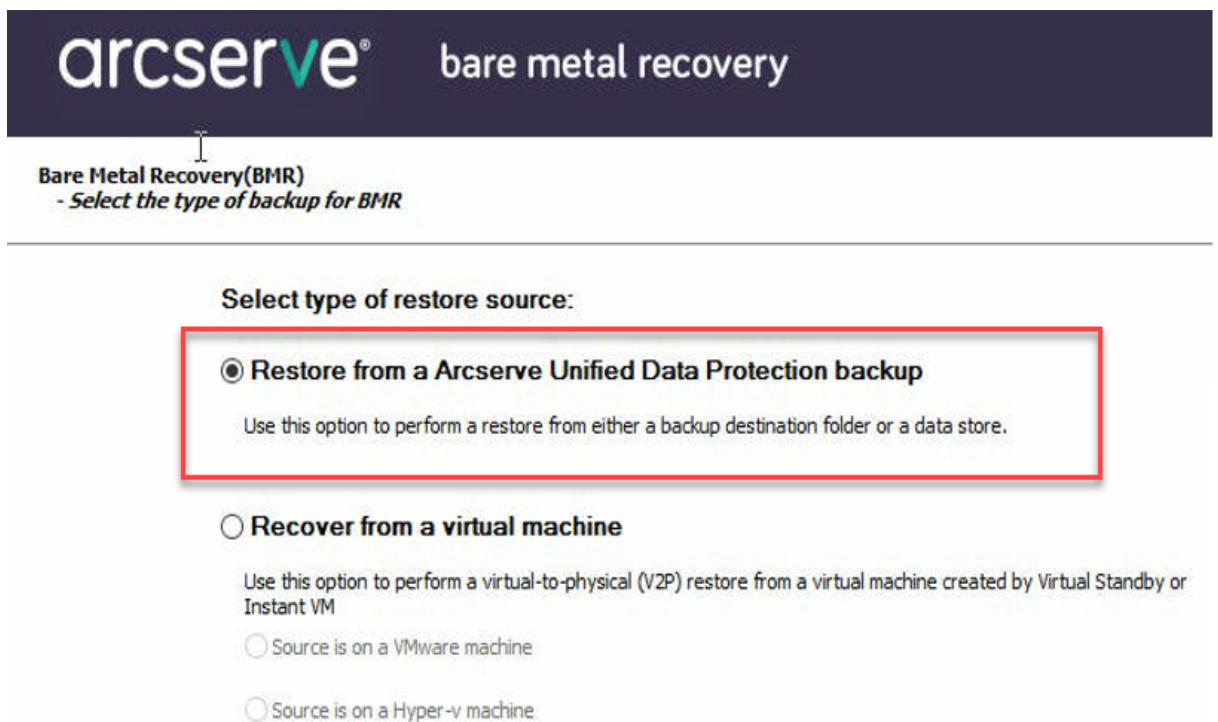 arcserve® bare metal recovery
Bare Metal Recovery(BMR)
- Select the type of backup for BMR
Select type of restore source:
Restore from a Arcserve Unified Data Protection backup
Use this option to perform a restore from either a backup destination folder or a data store.
Recover from a virtual machine
Use this option to perform a virtual-to-physical (V2P) restore from a virtual machine created by Virtual Standby or
Instant VM
Source is on a VMware machine
Source is on a Hyper-v machine